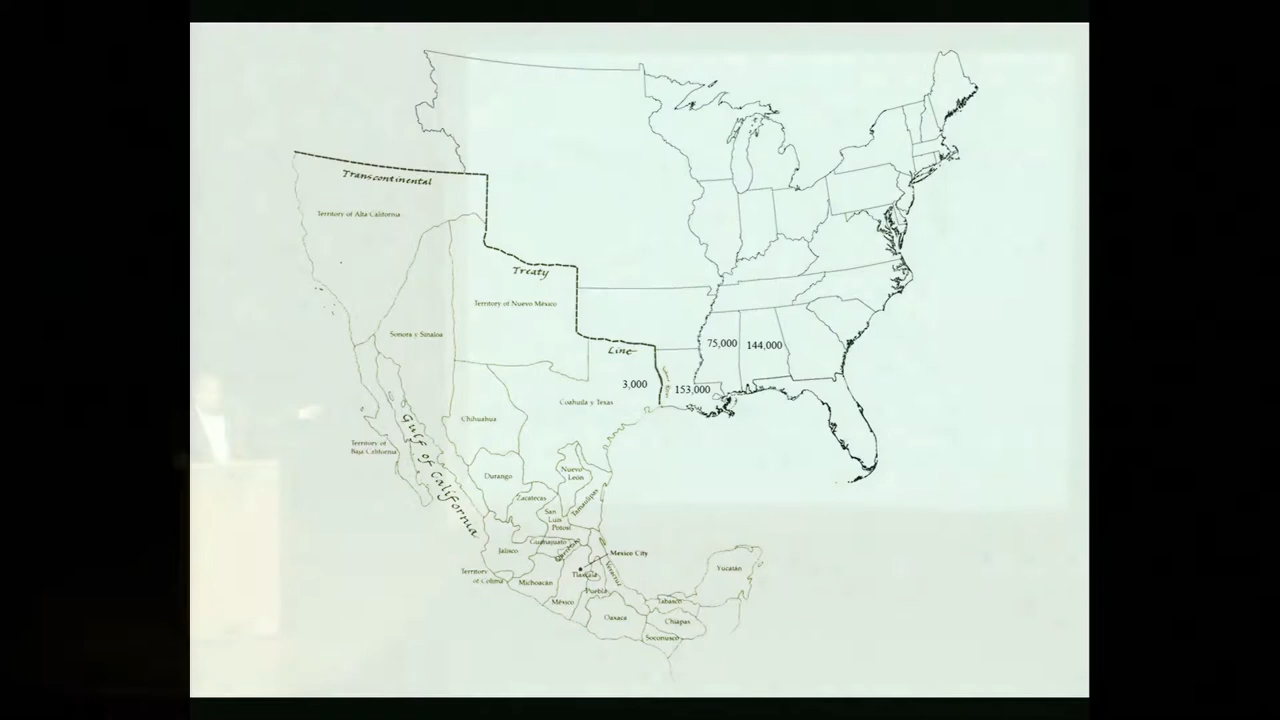 Transcontinental
Territory of Alta California
Treaty
Territory of Nuevo México
Sonora y Sinaloa
Line
75,000
144,000
3,000
153,000
Coahuila y Texas
Chihuahua
Gulf of California
Territory of
Baja California
Durango
Nuevo
León
Zacatecas
Tamaulipas
San
Luis
Potosí
Guanajuato
Jalisco
Mexico City
Veracruz
Yucatán
Territory
of Colima
Michoacán
Tlaxcala
Puebla
México
Tabasco
Oaxaca
Chiapas
Soconusco